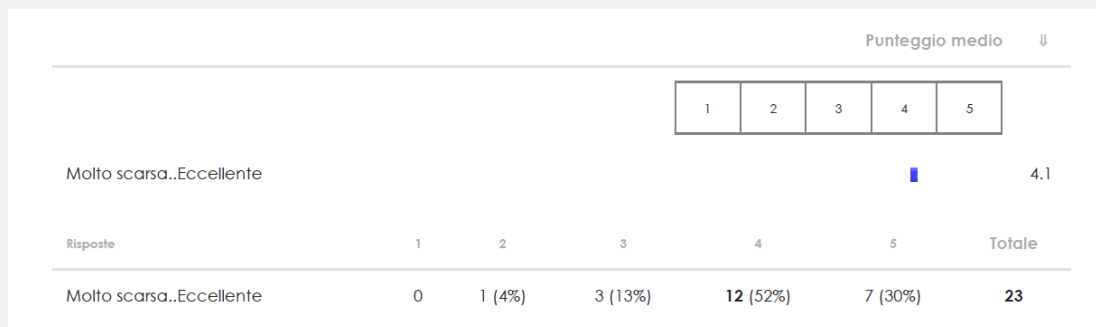 Punteggio medio ⇓
1 2 3 4 5
Molto scarsa..Eccellente 4.1
Risposte 1 2 3 4 5 Totale
Molto scarsa..Eccellente 0 1 (4%) 3 (13%) 12 (52%) 7 (30%) 23